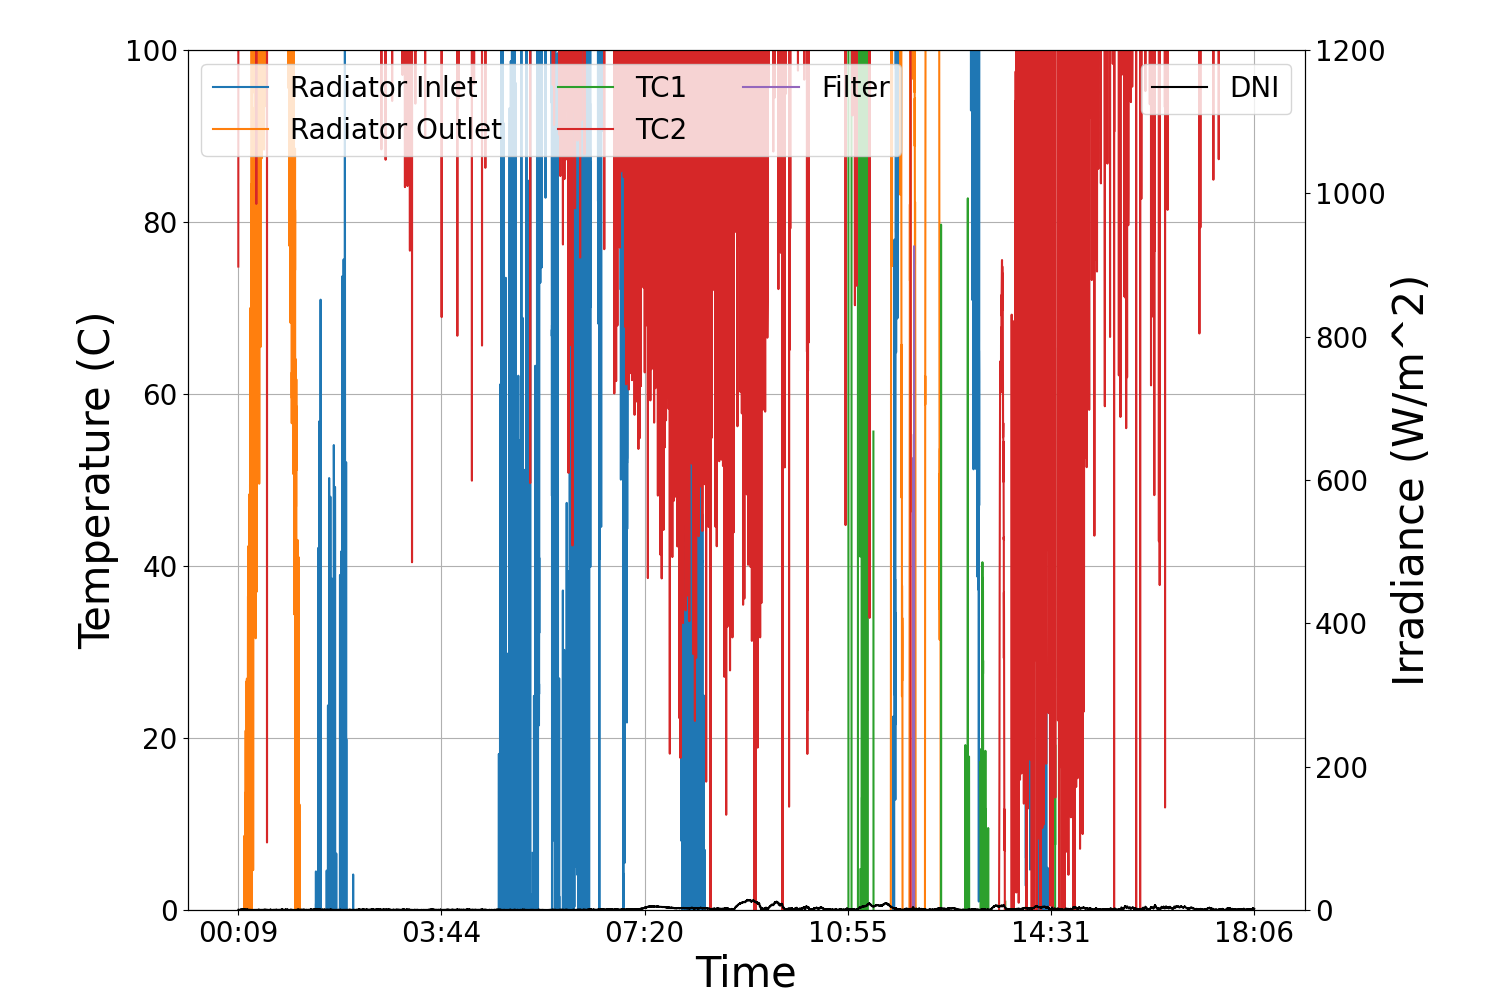 Radiator Inlet
Radiator Outlet
TC1
TC2
Filter
DNI
Temperature (C)
100
80
60
40
20
0
1200
1000
800
600
400
200
0
Irradiance (W/m^2)
00:09 03:44 07:20 10:55 14:31 18:06
Time